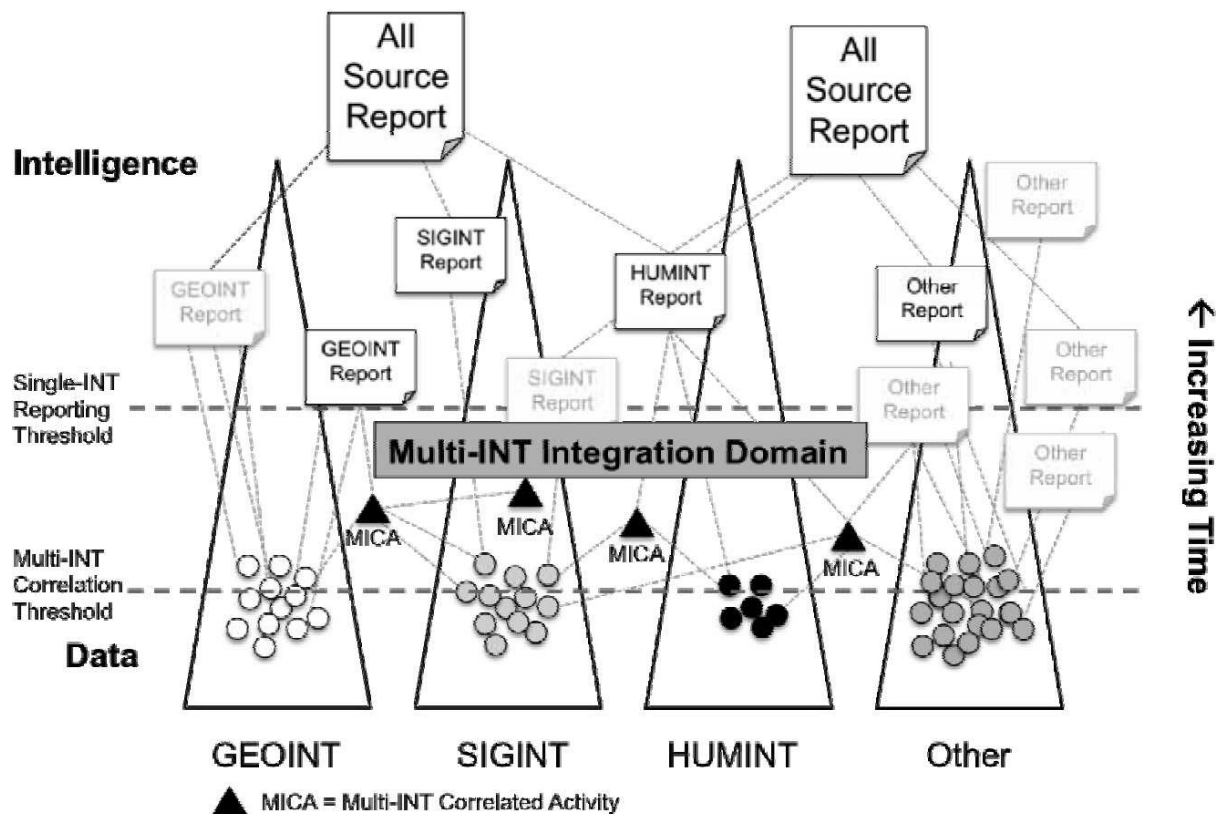 All
Source
Report
All
Source
Report
Intelligence
Other
Report
SIGINT
Report
HUMINT
Report
GEOINT
Report
Other
Report
GEOINT
Report
Other
Report
SIGINT
Report
Other
Report
Single-INT
Reporting
Threshold
← Increasing Time
Multi-INT Integration Domain
Other
Report
MICA
MICA
MICA
MICA
Multi-INT
Correlation
Threshold
Data
GEOINT
SIGINT
HUMINT
Other
MICA = Multi-INT Correlated Activity